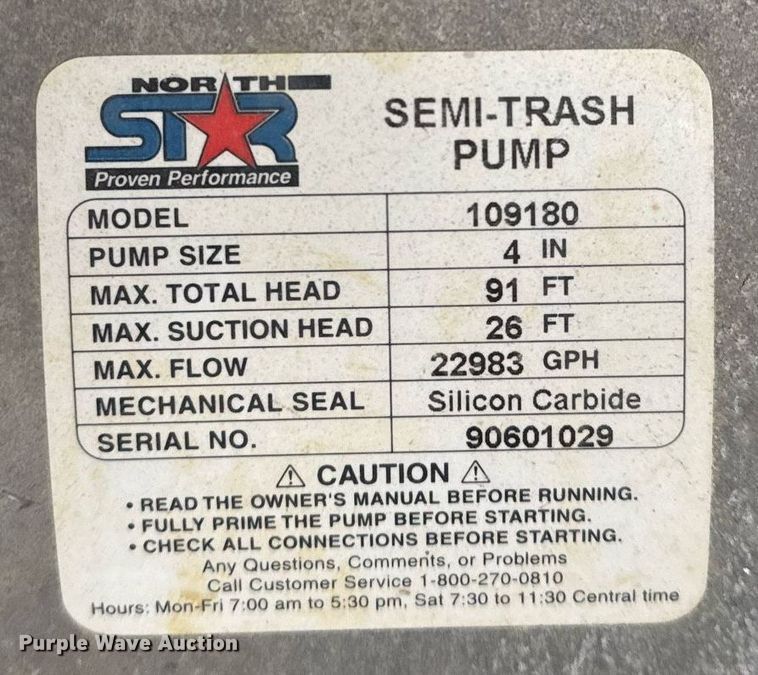 NORTH
STAR
Proven Performance
SEMI-TRASH
PUMP
MODEL 109180
PUMP SIZE 4 IN
MAX. TOTAL HEAD 91 FT
MAX. SUCTION HEAD 26 FT
MAX. FLOW 22983 GPH
MECHANICAL SEAL Silicon Carbide
SERIAL NO. 90601029
⚠ CAUTION ⚠
• READ THE OWNER'S MANUAL BEFORE RUNNING.
• FULLY PRIME THE PUMP BEFORE STARTING.
• CHECK ALL CONNECTIONS BEFORE STARTING.
Any Questions, Comments, or Problems
Call Customer Service 1-800-270-0810
Hours: Mon-Fri 7:00 am to 5:30 pm, Sat 7:30 to 11:30 Central time
Purple Wave Auction